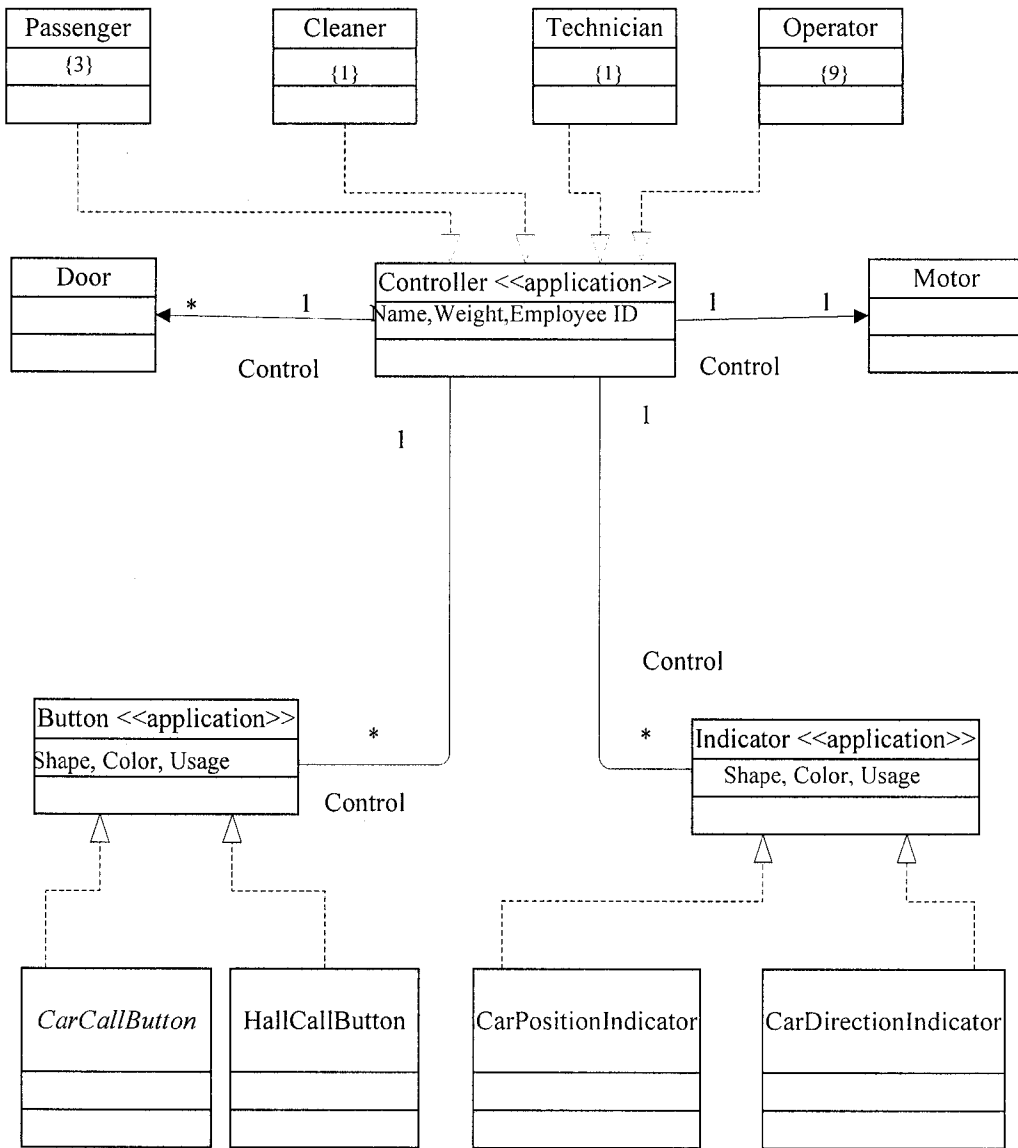 Passenger
{3}
Cleaner
{1}
Technician
{1}
Operator
{9}
Door
Controller <<application>>
Name,Weight,Employee ID
Motor
*
1
Control
1
1
Control
1
1
Control
Button <<application>>
Shape, Color, Usage
*
Control
*
Indicator <<application>>
Shape, Color, Usage
CarCallButton
HallCallButton
CarPositionIndicator
CarDirectionIndicator